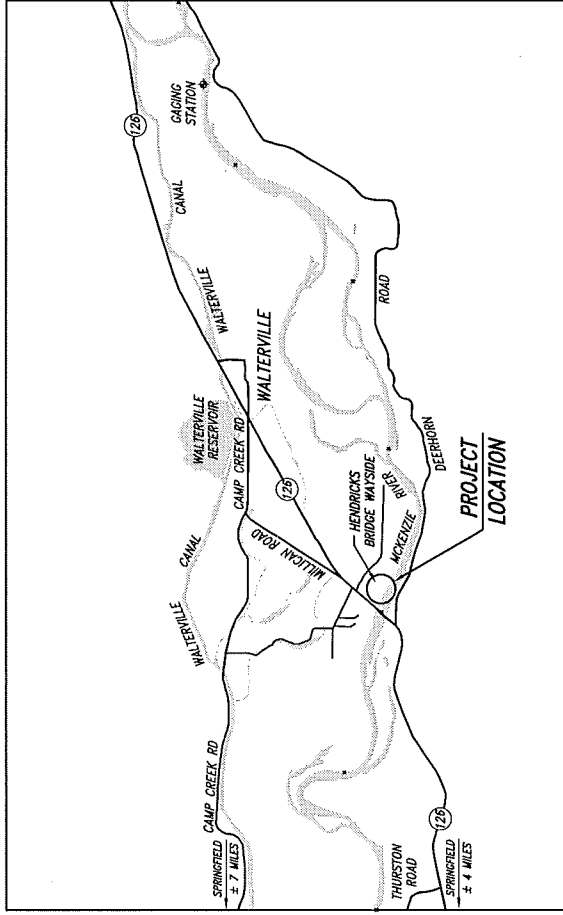 GAGING
STATION
126
CANAL
WALTERVILLE
WALTERVILLE
WALTERVILLE
RESERVOIR
CAMP CREEK RD
126
CANAL
WALTERVILLE
MILLICAN ROAD
HENDRICKS
BRIDGE WAYSIDE
RIVER
MCKENZIE
ROAD
DEERHORN
PROJECT
LOCATION
CAMP CREEK RD
SPRINGFIELD
± 7 MILES
THURSTON
ROAD
126
SPRINGFIELD
± 4 MILES